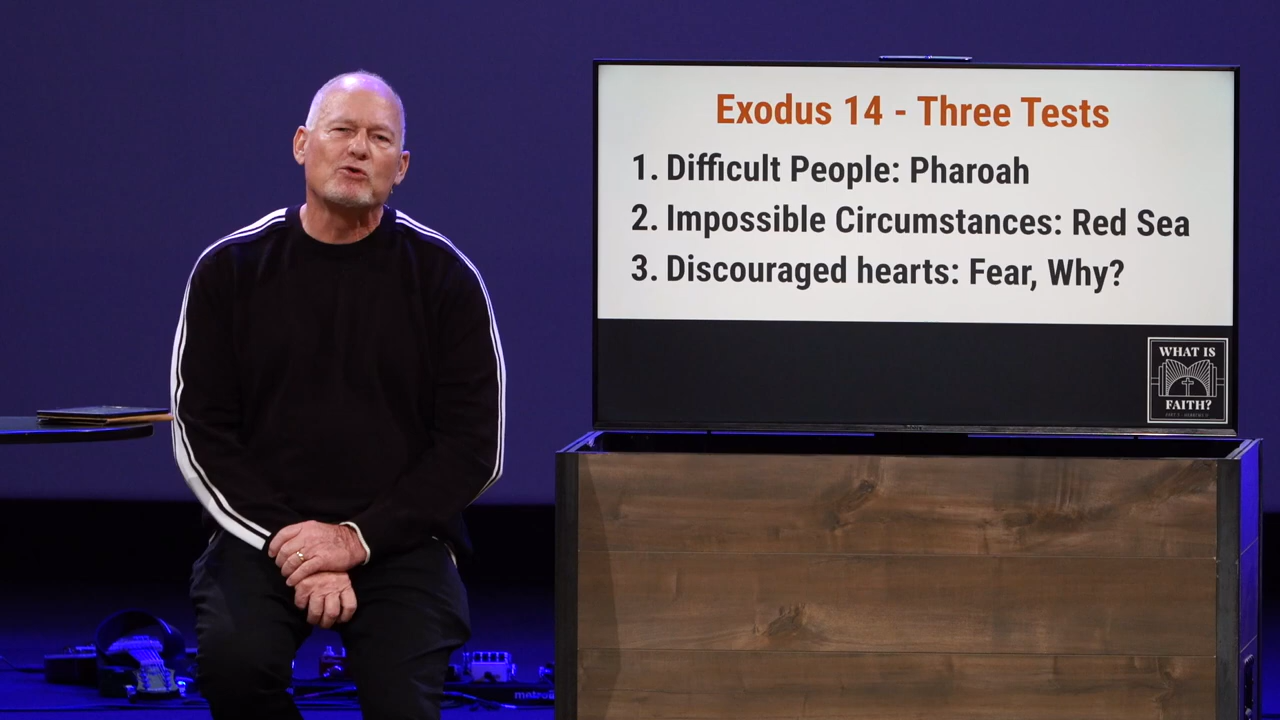 Exodus 14 - Three Tests
1. Difficult People: Pharoah
2. Impossible Circumstances: Red Sea
3. Discouraged hearts: Fear, Why?
WHAT IS
FAITH?